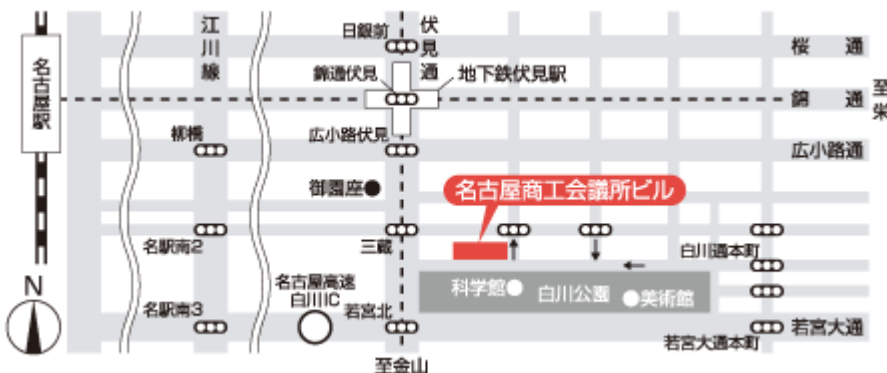 江川線
日銀前
伏見通
桜通
名古屋駅
錦通伏見
地下鉄伏見駅
錦通
至栄
柳橋
広小路伏見
広小路通
御園座
名古屋商工会議所ビル
名駅南2
三蔵
白川通本町
名古屋高速
白川IC
科学館
白川公園
美術館
N
名駅南3
若宮北
若宮大通
若宮大通本町
至金山